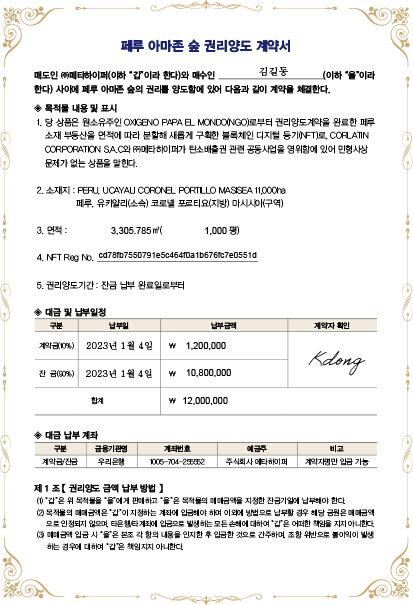 페루 아마존 숲 권리양도 계약서
매도인 ㈜메타하이퍼(이하 “갑”이라 한다)와 매수인 김길동 (이하 “을”이라
한다) 사이에 페루 아마존 숲의 권리를 양도함에 있어 다음과 같이 계약을 체결한다.
◈ 목적물 내용 및 표시
1. 당 상품은 원소유주인 OXIGENO PAPA EL MONDO(NGO)로부터 권리양도계약을 완료한 페루
소재 부동산을 면적에 따라 분할해 새롭게 구획한 블록체인 디지털 등기(NFT)로, CORLATIN
CORPORATION S.A.C와 ㈜메타하이퍼가 탄소배출권 관련 공동사업을 영위함에 있어 민형사상
문제가 없는 상품을 말한다.
2. 소재지 : PERU, UCAYALI CORONEL PORTILLO MASISEA 11,000ha
페루, 유카얄리(소속) 코로넬 포르티요(지방) 마시시아(구역)
3. 면적 : 3,305.785㎡( 1,000 평)
4. NFT Reg No. cd78fb7550791e5c464f0a1b676fc7e0551d
5. 권리양도기간 : 잔금 납부 완료일로부터
◈ 대금 및 납부일정
구분 납부일 납부금액 계약자 확인
계약금(10%) 2023년 1월 4일 ₩ 1,200,000
Kdong
잔 금(90%) 2023년 1월 4일 ₩ 10,800,000
합계 ₩ 12,000,000
◈ 대금 납부 계좌
구분 금융기관명 계좌번호 예금주 비고
계약금/잔금 우리은행 1005-704-255552 주식회사 메타하이퍼 계약자명만 입금 가능
제 1 조 【 권리양도 금액 납부 방법 】
(1) “갑”은 위 목적물을 “을”에게 판매하고 “을”은 목적물의 매매금액을 지정한 잔금기일에 납부해야 한다.
(2) 목적물의 매매금액은 “갑”이 지정하는 계좌에 입금해야 하며 이외에 방법으로 납부할 경우 해당 금원은 매매금액
으로 인정되지 않으며, 타은행/타계좌에 입금으로 발생하는 모든 손해에 대하여 “갑”은 어떠한 책임을 지지 아니한다.
(3) 매매금액 입금 시 “을”은 본조 각 항의 내용을 인지한 후 입금한 것으로 간주하며, 조항 위반으로 불이익이 발생
하는 경우에 대하여 “갑”은 책임지지 아니한다.